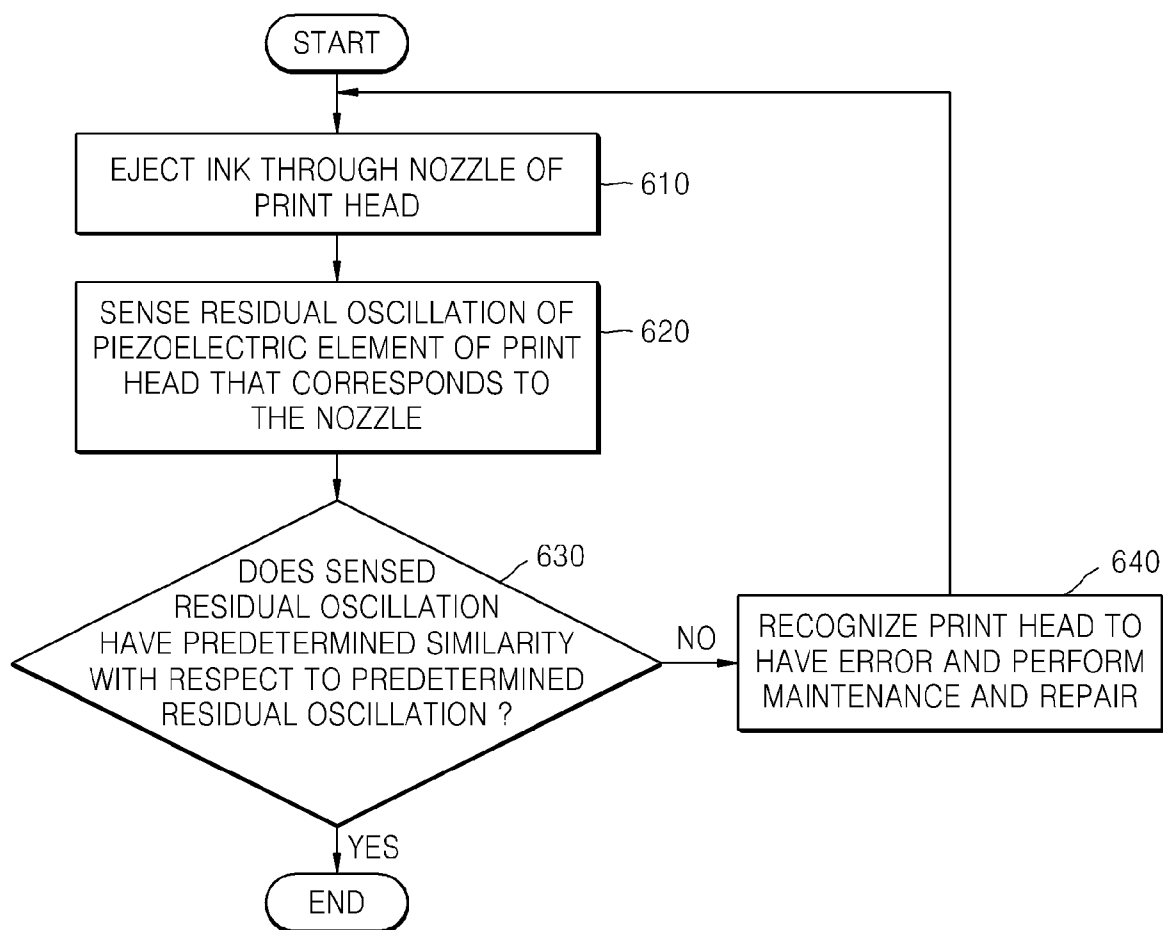 START
EJECT INK THROUGH NOZZLE OF
PRINT HEAD
610
SENSE RESIDUAL OSCILLATION OF
PIEZOELECTRIC ELEMENT OF PRINT
HEAD THAT CORRESPONDS TO
THE NOZZLE
620
DOES SENSED
RESIDUAL OSCILLATION
HAVE PREDETERMINED SIMILARITY
WITH RESPECT TO PREDETERMINED
RESIDUAL OSCILLATION ?
630
NO
640
RECOGNIZE PRINT HEAD TO
HAVE ERROR AND PERFORM
MAINTENANCE AND REPAIR
YES
END